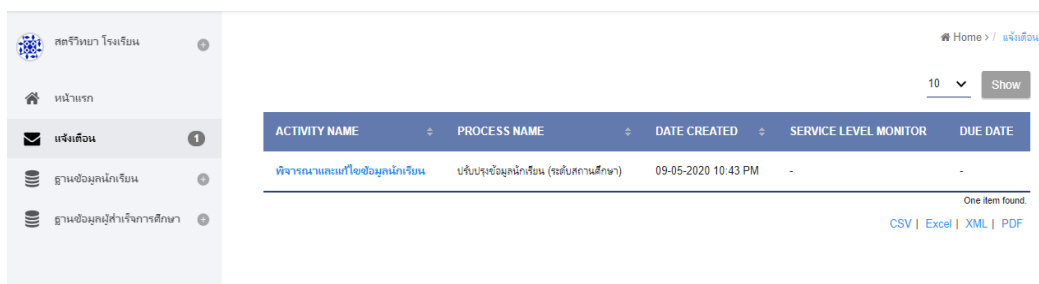 สตรีวิทยา โรงเรียน
หน้าแรก
แจ้งเตือน 1
ฐานข้อมูลนักเรียน
ฐานข้อมูลผู้สำเร็จการศึกษา
Home > / แจ้งเตือน
10 Show
ACTIVITY NAME PROCESS NAME DATE CREATED SERVICE LEVEL MONITOR DUE DATE
พิจารณาและแก้ไขข้อมูลนักเรียน ปรับปรุงข้อมูลนักเรียน (ระดับสถานศึกษา) 09-05-2020 10:43 PM - -
One item found.
CSV | Excel | XML | PDF